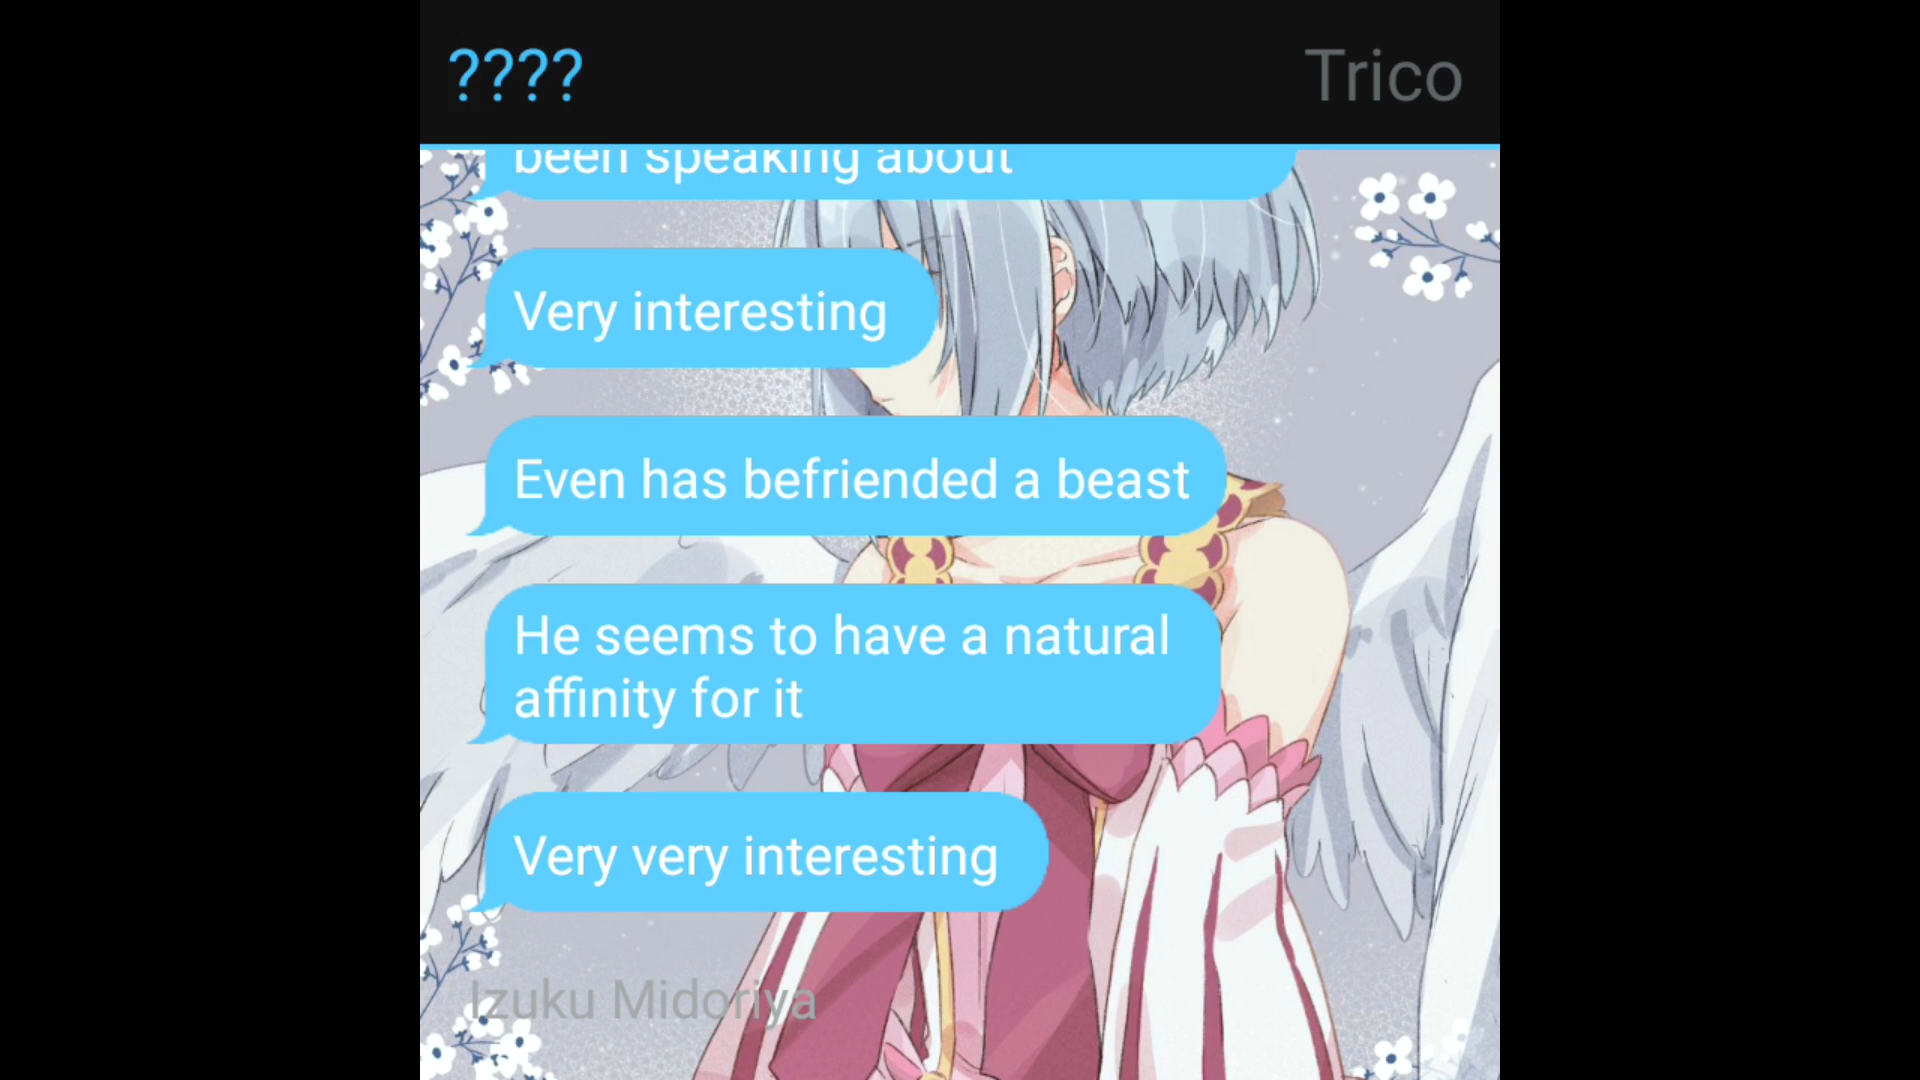 ????
Trico
been speaking about
Very interesting
Even has befriended a beast
He seems to have a natural
affinity for it
Very very interesting
Izuku Midoriya